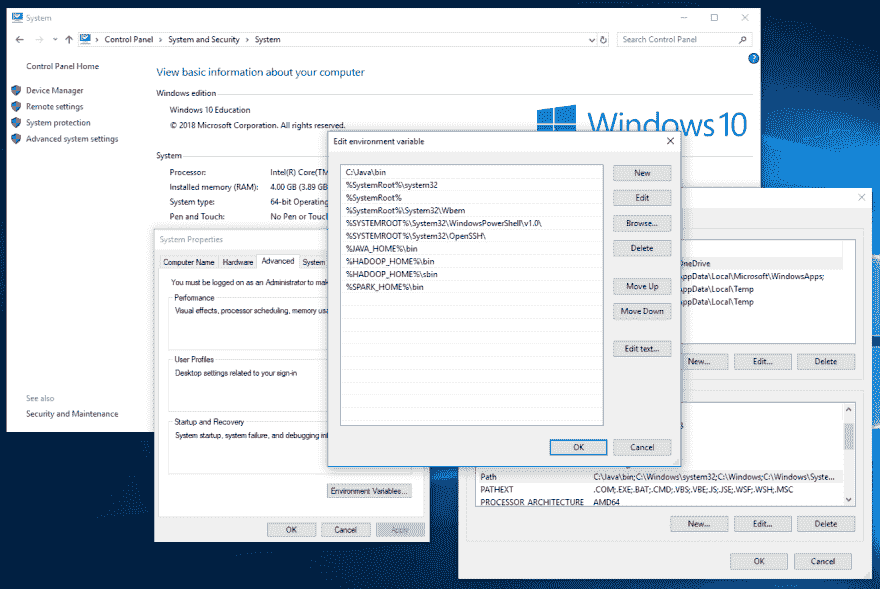 System
Control Panel > System and Security > System
Search Control Panel
Control Panel Home
Device Manager
Remote settings
System protection
Advanced system settings
See also
Security and Maintenance
View basic information about your computer
Windows edition
Windows 10 Education
© 2018 Microsoft Corporation. All rights reserved.
Windows 10
System
Processor: Intel(R) Core(TM
Installed memory (RAM): 4.00 GB (3.89 GB
System type: 64-bit Operating
Pen and Touch: No Pen or Touc
System Properties
Computer Name
Hardware
Advanced
System
You must be logged on as an Administrator to mak
Performance
Visual effects, processor scheduling, memory usa
User Profiles
Desktop settings related to your sign-in
Startup and Recovery
System startup, system failure, and debugging in
Environment Variables...
OK
Cancel
Apply
Edit environment variable
C:\Java\bin
%SystemRoot%\system32
%SystemRoot%
%SystemRoot%\System32\Wbem
%SYSTEMROOT%\System32\WindowsPowerShell\v1.0\
%SYSTEMROOT%\System32\OpenSSH\
%JAVA_HOME%\bin
%HADOOP_HOME%\bin
%HADOOP_HOME%\sbin
%SPARK_HOME%\bin
New
Edit
Browse...
Delete
Move Up
Move Down
Edit text...
OK
Cancel
OneDrive
AppData\Local\Microsoft\WindowsApps;
AppData\Local\Temp
AppData\Local\Temp
New...
Edit...
Delete
Path C:\Java\bin;C:\Windows\system32;C:\Windows;C:\Windows\Syste...
PATHEXT .COM;.EXE;.BAT;.CMD;.VBS;.VBE;.JS;.JSE;.WSF;.WSH;.MSC
PROCESSOR_ARCHITECTURE AMD64
New...
Edit...
Delete
OK
Cancel